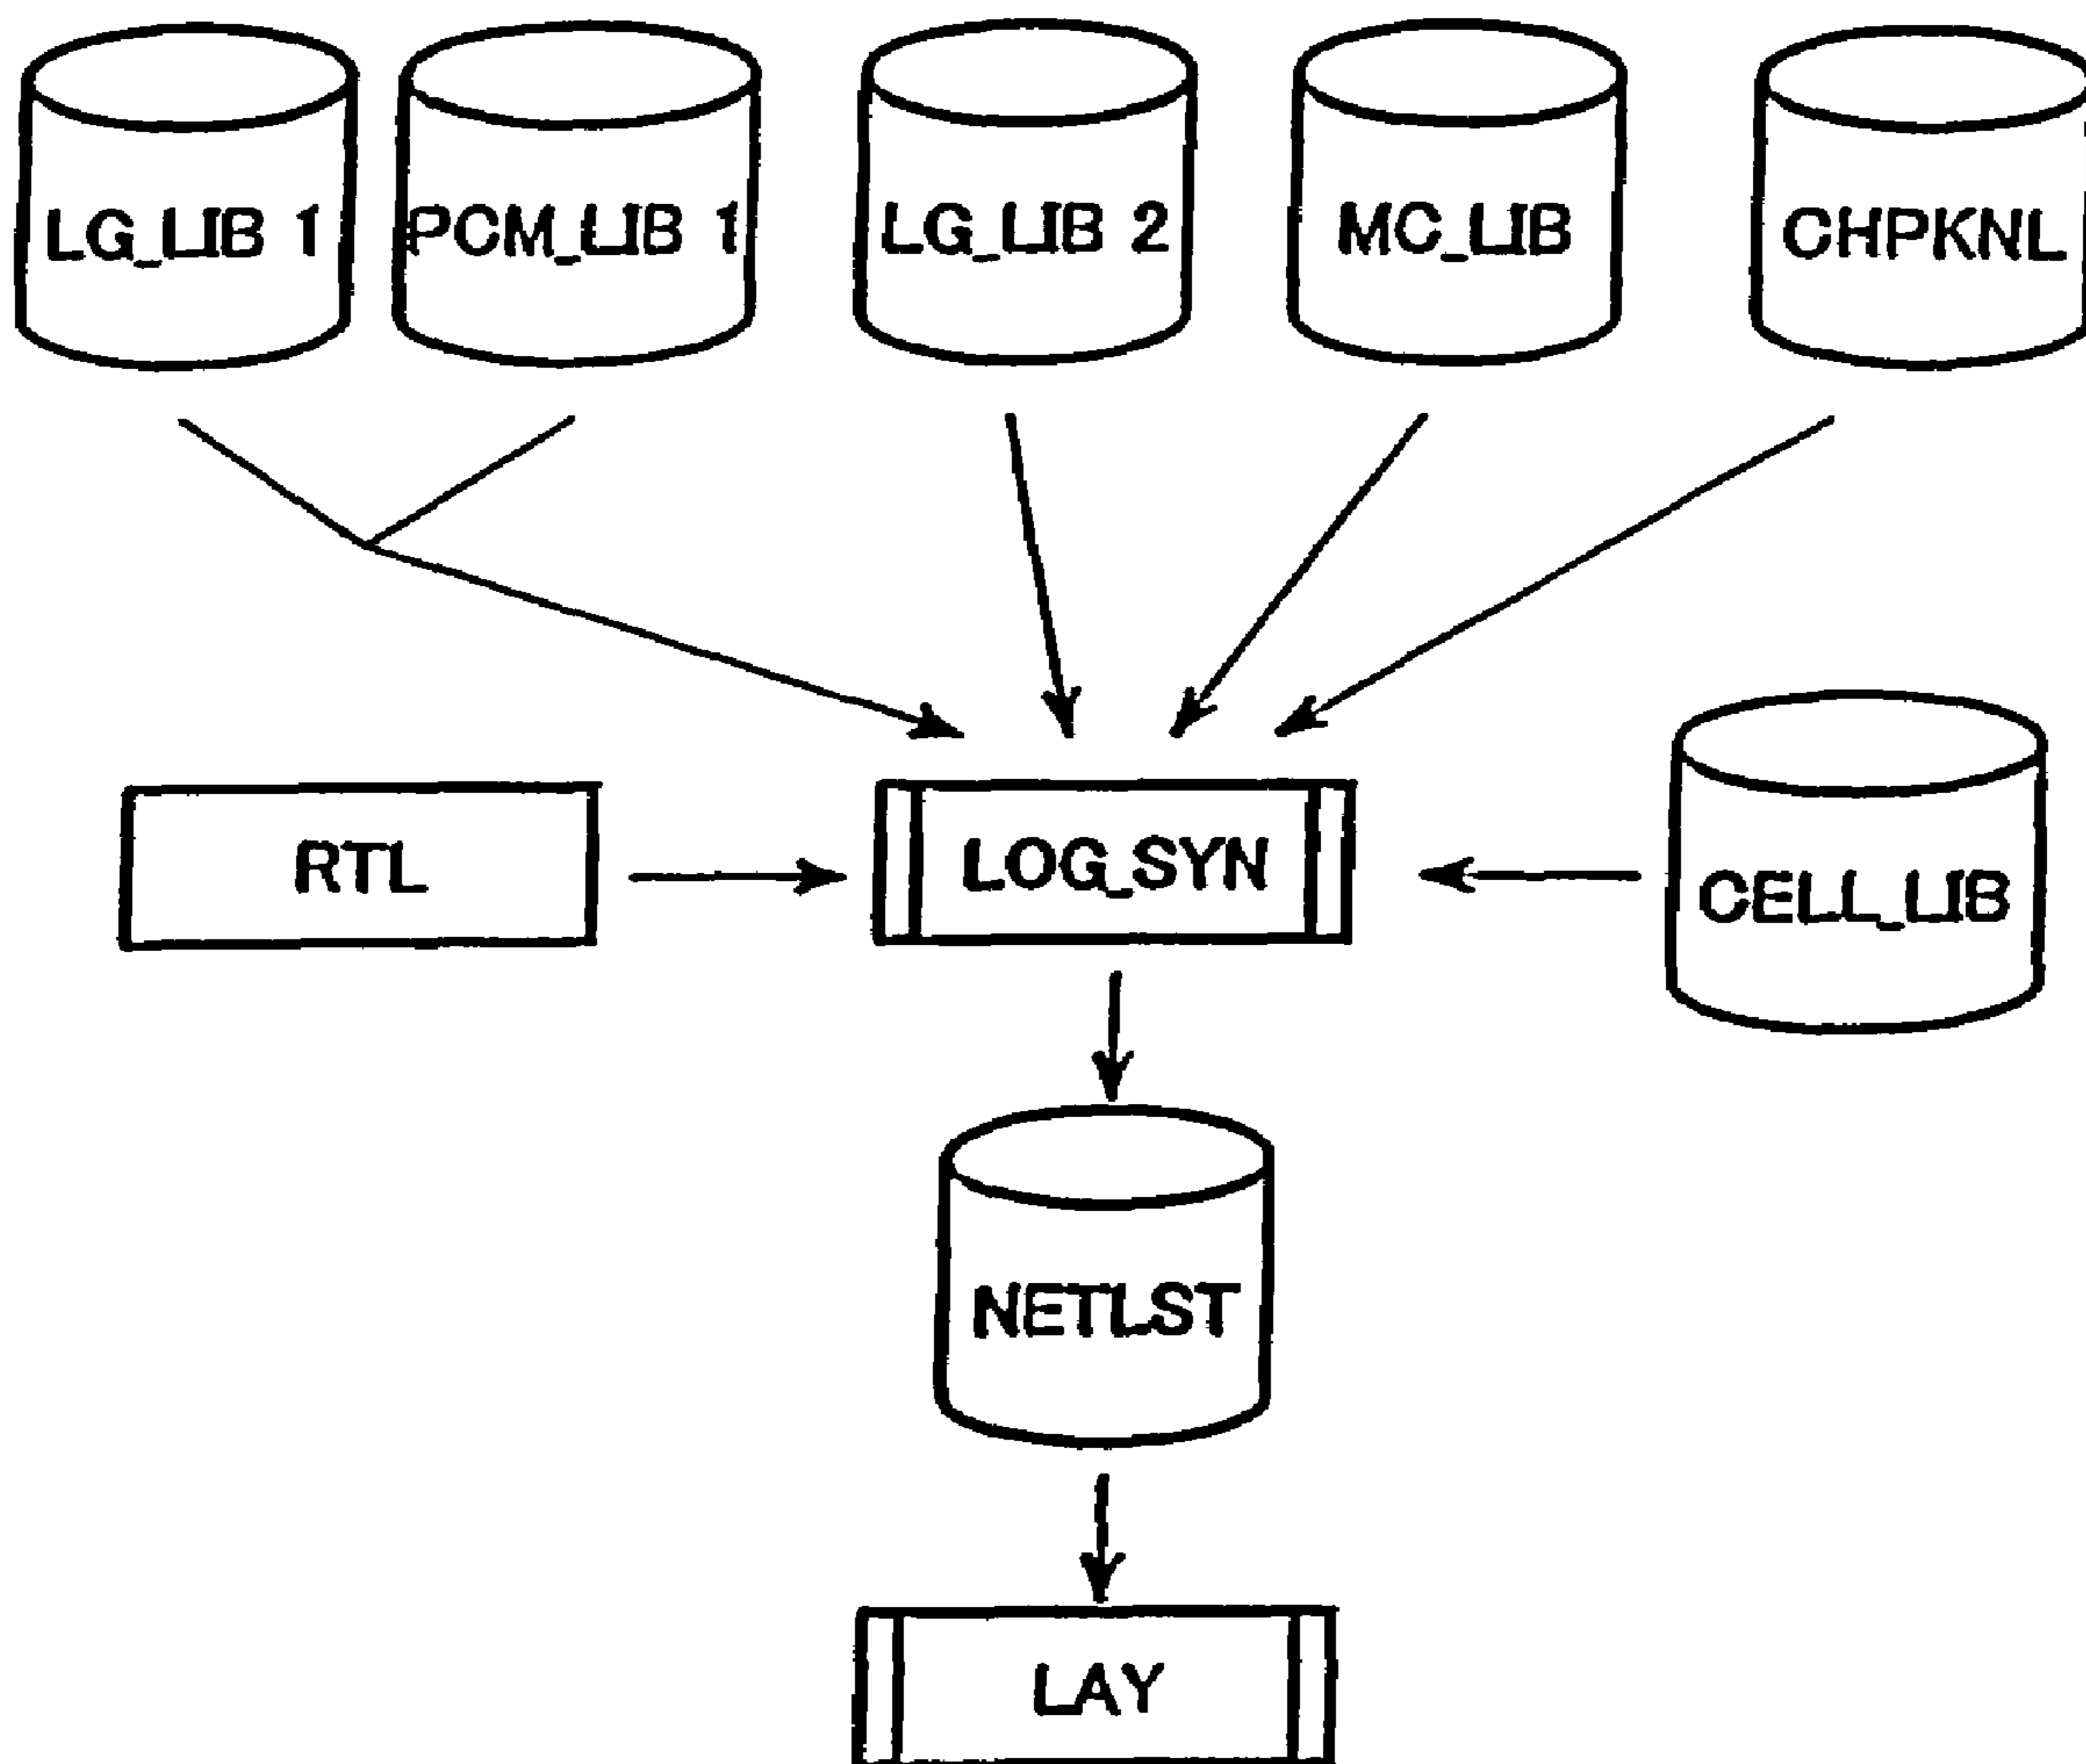 LG_LIB 1
PCM_LIB 1
LG_LIB 2
MC_LIB
CHPKNL
RTL
LOG_SYN
CELL_LIB
NETLST
LAY